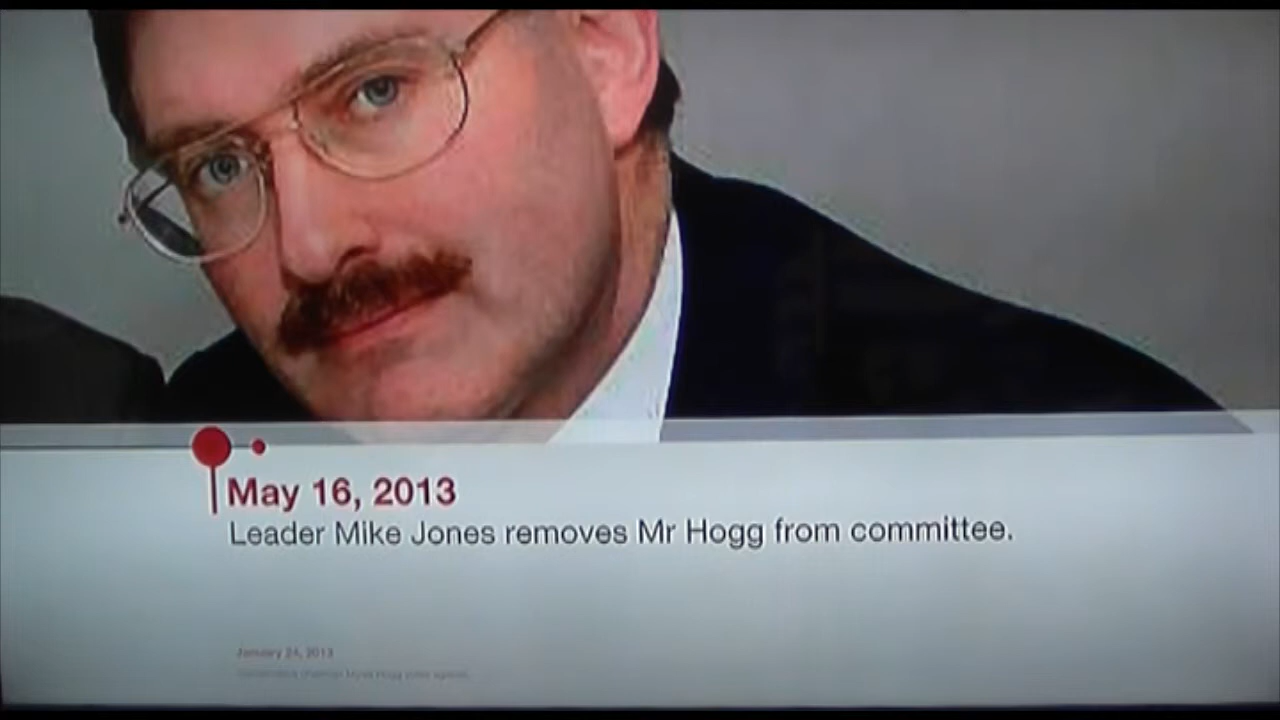 May 16, 2013
Leader Mike Jones removes Mr Hogg from committee.
January 24, 2013